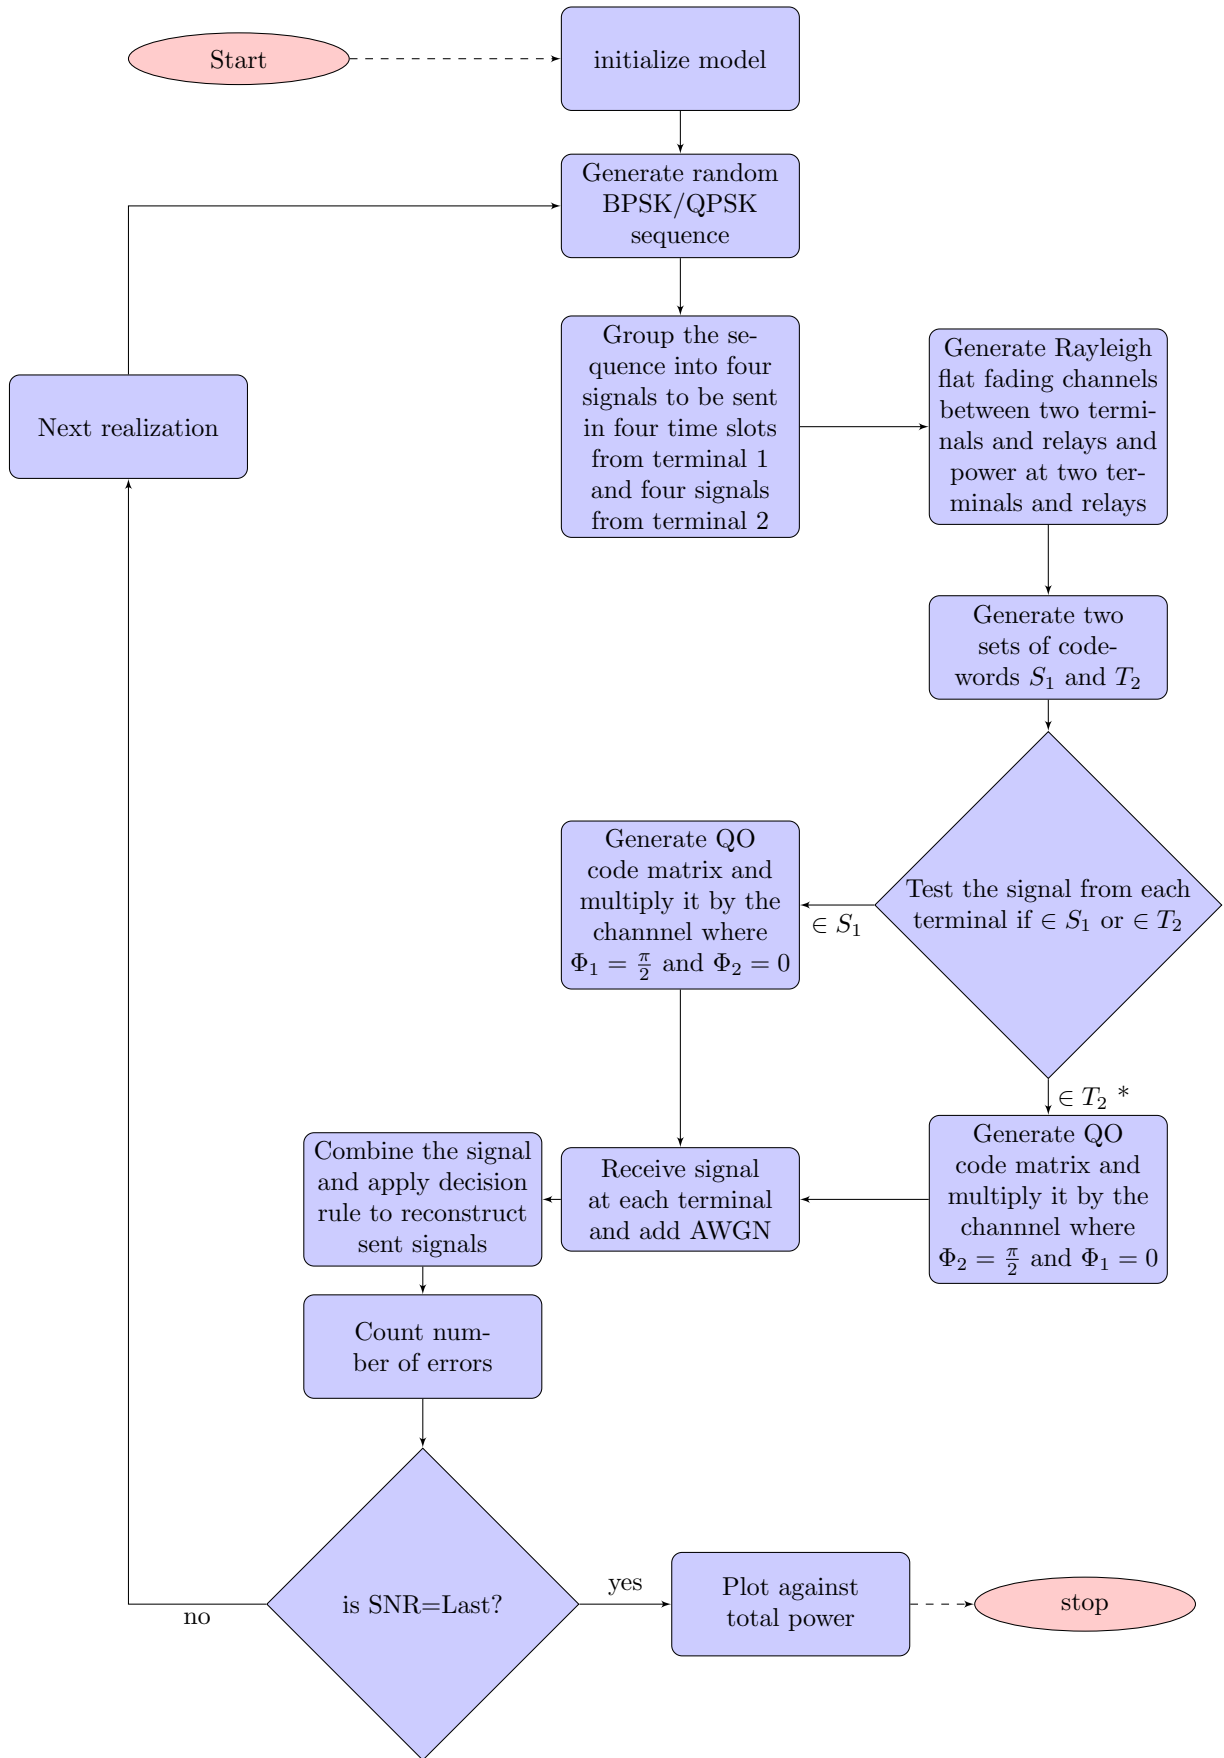 Start
initialize model
Generate random
BPSK/QPSK
sequence
Group the se-
quence into four
signals to be sent
in four time slots
from terminal 1
and four signals
from terminal 2
Generate Rayleigh
flat fading channels
between two termi-
nals and relays and
power at two ter-
minals and relays
Next realization
Generate two
sets of code-
words S₁ and T₂
Test the signal from each
terminal if ∈ S₁ or ∈ T₂
∈ S₁
Generate QO
code matrix and
multiply it by the
channnel where
Φ₁ = π/2 and Φ₂ = 0
∈ T₂ *
Generate QO
code matrix and
multiply it by the
channnel where
Φ₂ = π/2 and Φ₁ = 0
Receive signal
at each terminal
and add AWGN
Combine the signal
and apply decision
rule to reconstruct
sent signals
Count num-
ber of errors
is SNR=Last?
no
yes
Plot against
total power
stop